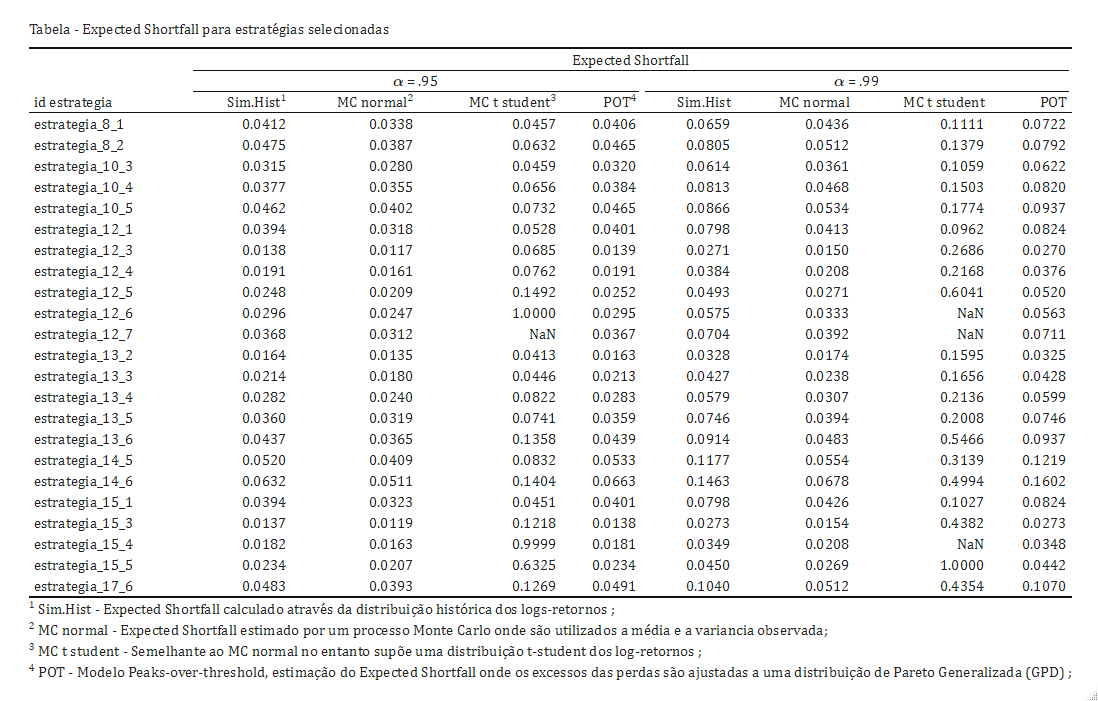 Tabela - Expected Shortfall para estratégias selecionadas
Expected Shortfall
α = .95 α = .99
id estrategia Sim.Hist¹ MC normal² MC t student³ POT⁴ Sim.Hist MC normal MC t student POT
estrategia_8_1 0.0412 0.0338 0.0457 0.0406 0.0659 0.0436 0.1111 0.0722
estrategia_8_2 0.0475 0.0387 0.0632 0.0465 0.0805 0.0512 0.1379 0.0792
estrategia_10_3 0.0315 0.0280 0.0459 0.0320 0.0614 0.0361 0.1059 0.0622
estrategia_10_4 0.0377 0.0355 0.0656 0.0384 0.0813 0.0468 0.1503 0.0820
estrategia_10_5 0.0462 0.0402 0.0732 0.0465 0.0866 0.0534 0.1774 0.0937
estrategia_12_1 0.0394 0.0318 0.0528 0.0401 0.0798 0.0413 0.0962 0.0824
estrategia_12_3 0.0138 0.0117 0.0685 0.0139 0.0271 0.0150 0.2686 0.0270
estrategia_12_4 0.0191 0.0161 0.0762 0.0191 0.0384 0.0208 0.2168 0.0376
estrategia_12_5 0.0248 0.0209 0.1492 0.0252 0.0493 0.0271 0.6041 0.0520
estrategia_12_6 0.0296 0.0247 1.0000 0.0295 0.0575 0.0333 NaN 0.0563
estrategia_12_7 0.0368 0.0312 NaN 0.0367 0.0704 0.0392 NaN 0.0711
estrategia_13_2 0.0164 0.0135 0.0413 0.0163 0.0328 0.0174 0.1595 0.0325
estrategia_13_3 0.0214 0.0180 0.0446 0.0213 0.0427 0.0238 0.1656 0.0428
estrategia_13_4 0.0282 0.0240 0.0822 0.0283 0.0579 0.0307 0.2136 0.0599
estrategia_13_5 0.0360 0.0319 0.0741 0.0359 0.0746 0.0394 0.2008 0.0746
estrategia_13_6 0.0437 0.0365 0.1358 0.0439 0.0914 0.0483 0.5466 0.0937
estrategia_14_5 0.0520 0.0409 0.0832 0.0533 0.1177 0.0554 0.3139 0.1219
estrategia_14_6 0.0632 0.0511 0.1404 0.0663 0.1463 0.0678 0.4994 0.1602
estrategia_15_1 0.0394 0.0323 0.0451 0.0401 0.0798 0.0426 0.1027 0.0824
estrategia_15_3 0.0137 0.0119 0.1218 0.0138 0.0273 0.0154 0.4382 0.0273
estrategia_15_4 0.0182 0.0163 0.9999 0.0181 0.0349 0.0208 NaN 0.0348
estrategia_15_5 0.0234 0.0207 0.6325 0.0234 0.0450 0.0269 1.0000 0.0442
estrategia_17_6 0.0483 0.0393 0.1269 0.0491 0.1040 0.0512 0.4354 0.1070
¹ Sim.Hist - Expected Shortfall calculado através da distribuição histórica dos logs-retornos ;
² MC normal - Expected Shortfall estimado por um processo Monte Carlo onde são utilizados a média e a variancia observada;
³ MC t student - Semelhante ao MC normal no entanto supõe uma distribuição t-student dos log-retornos ;
⁴ POT - Modelo Peaks-over-threshold, estimação do Expected Shortfall onde os excessos das perdas são ajustadas a uma distribuição de Pareto Generalizada (GPD) ;